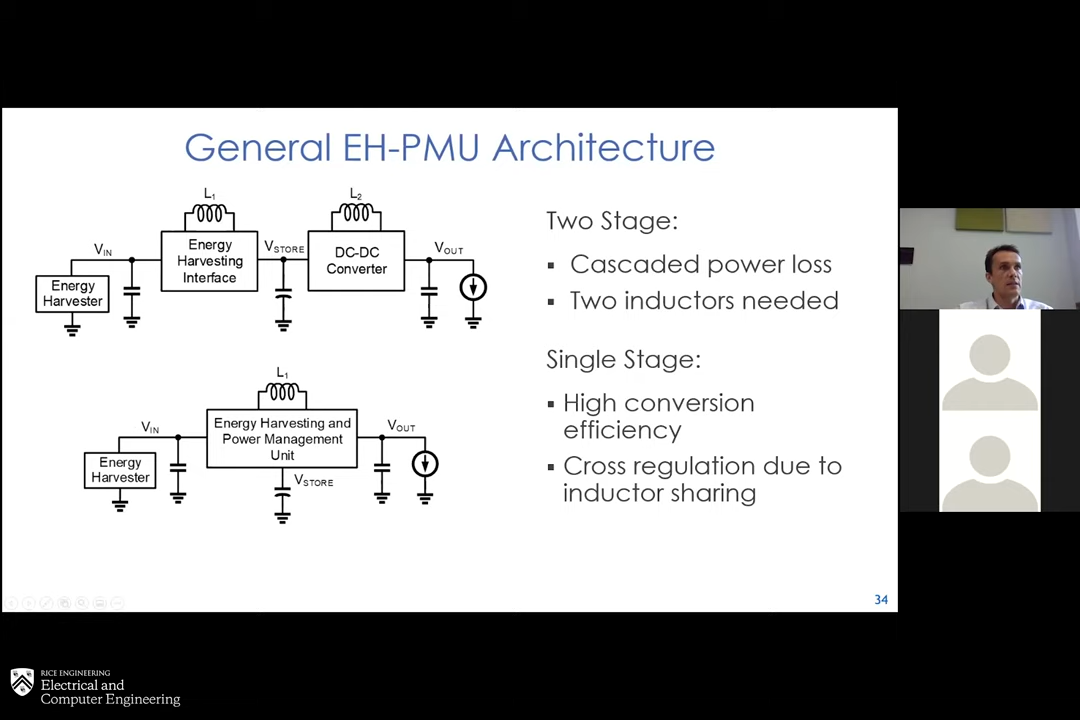 General EH-PMU Architecture
L1
L2
VIN
Energy
Harvesting
Interface
VSTORE
DC-DC
Converter
VOUT
Energy
Harvester
L1
VIN
Energy Harvesting and
Power Management
Unit
VOUT
Energy
Harvester
VSTORE
Two Stage:
▪ Cascaded power loss
▪ Two inductors needed
Single Stage:
▪ High conversion
efficiency
▪ Cross regulation due to
inductor sharing
34
RICE ENGINEERING
Electrical and
Computer Engineering